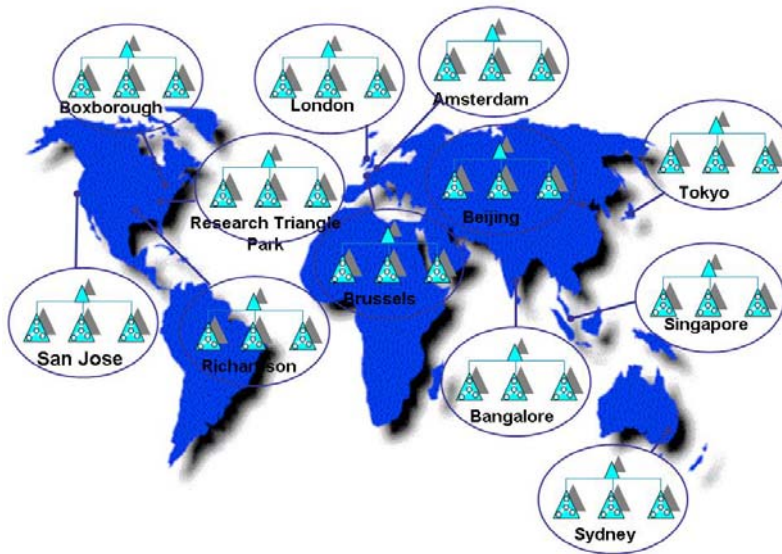 Boxborough
London
Amsterdam
Research Triangle
Park
Beijing
Tokyo
Brussels
San Jose
Richardson
Singapore
Bangalore
Sydney